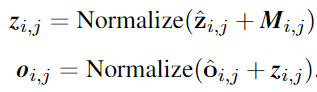 z_{i,j} = Normalize(ẑ_{i,j} + M_{i,j})
o_{i,j} = Normalize(ô_{i,j} + z_{i,j}).